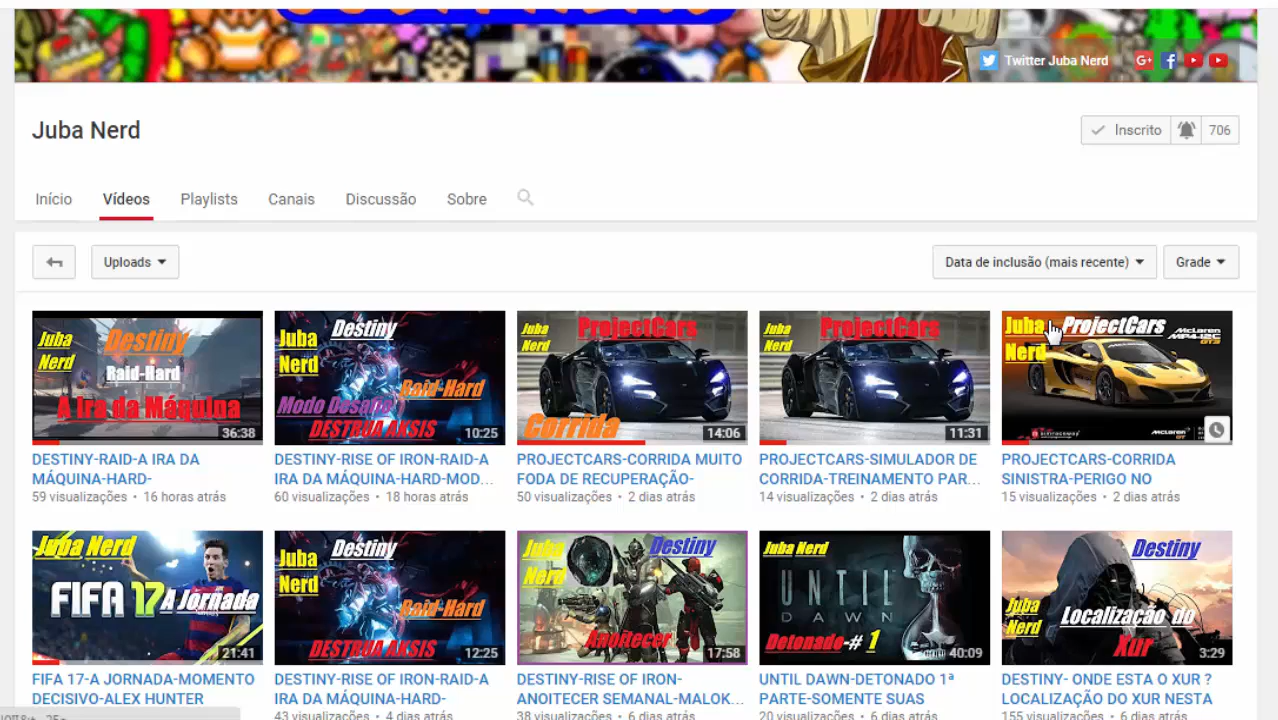 Twitter Juba Nerd
Juba Nerd
Inscrito
706
Início
Vídeos
Playlists
Canais
Discussão
Sobre
Uploads
Data de inclusão (mais recente)
Grade
Juba
Nerd
Destiny
Raid-Hard
A Ira da Máquina
36:38
Juba
Nerd
Destiny
Raid-Hard
Modo Desafio
DESTRUA AKSIS
10:25
Juba
Nerd
ProjectCars
Corrida
14:06
Juba
Nerd
ProjectCars
11:31
Juba
Nerd
ProjectCars
McLaren
DESTINY-RAID-A IRA DA
MÁQUINA-HARD-
59 visualizações • 16 horas atrás
DESTINY-RISE OF IRON-RAID-A
IRA DA MÁQUINA-HARD-MOD...
60 visualizações • 18 horas atrás
PROJECTCARS-CORRIDA MUITO
FODA DE RECUPERAÇÃO-
50 visualizações • 2 dias atrás
PROJECTCARS-SIMULADOR DE
CORRIDA-TREINAMENTO PAR...
14 visualizações • 2 dias atrás
PROJECTCARS-CORRIDA
SINISTRA-PERIGO NO
15 visualizações • 2 dias atrás
Juba Nerd
FIFA 17
A Jornada
21:41
Juba
Nerd
Destiny
Raid-Hard
DESTRUA AKSIS
12:25
Juba
Nerd
Destiny
Anoitecer
17:58
Juba Nerd
UNTIL
DAWN
Detonado-# 1
40:09
Destiny
Juba
Nerd
Localização do
Xur
3:29
FIFA 17-A JORNADA-MOMENTO
DECISIVO-ALEX HUNTER
DESTINY-RISE OF IRON-RAID-A
IRA DA MÁQUINA-HARD-
43 visualizações • 4 dias atrás
DESTINY-RISE OF IRON-
ANOITECER SEMANAL-MALOK...
38 visualizações • 6 dias atrás
UNTIL DAWN-DETONADO 1ª
PARTE-SOMENTE SUAS
20 visualizações • 6 dias atrás
DESTINY- ONDE ESTA O XUR ?
LOCALIZAÇÃO DO XUR NESTA
155 visualizações • 6 dias atrás